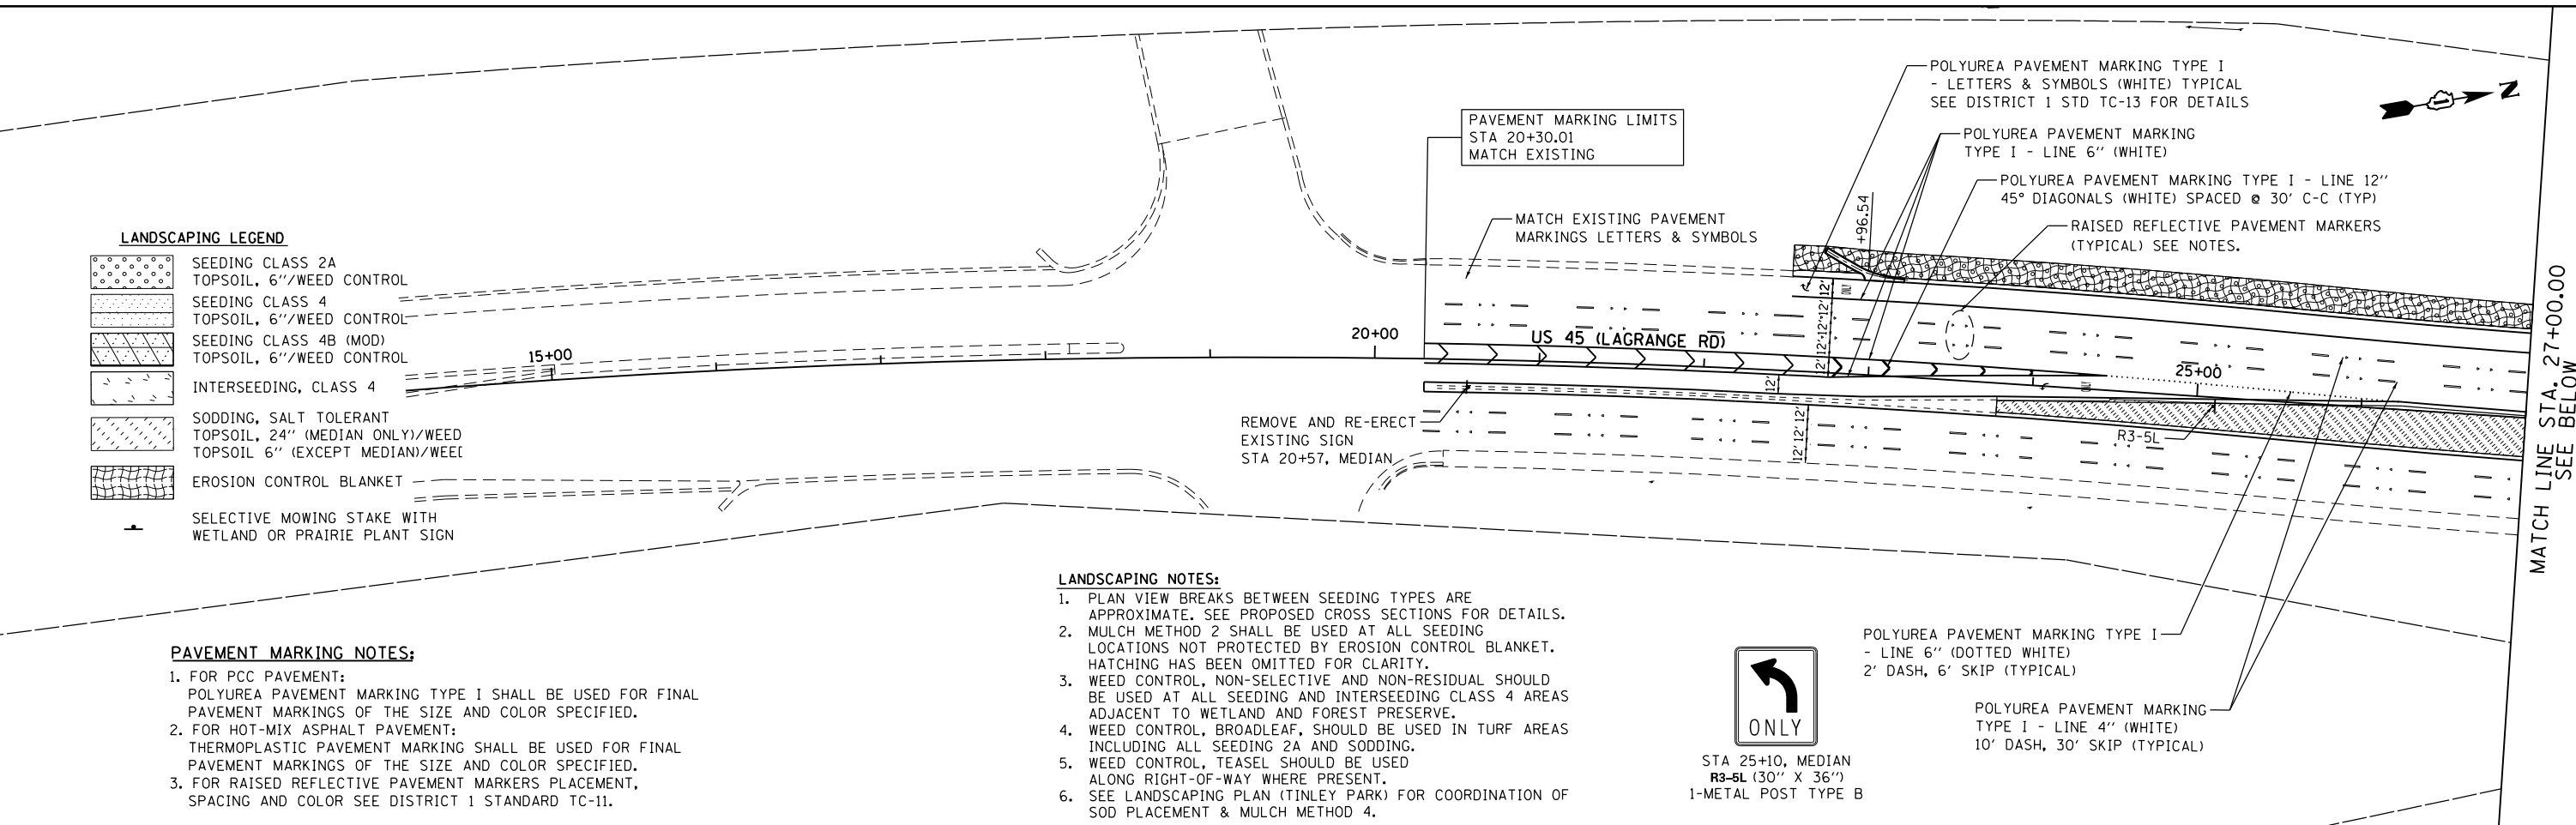 POLYUREA PAVEMENT MARKING TYPE I
- LETTERS & SYMBOLS (WHITE) TYPICAL
SEE DISTRICT 1 STD TC-13 FOR DETAILS
N
PAVEMENT MARKING LIMITS
STA 20+30.01
MATCH EXISTING
POLYUREA PAVEMENT MARKING
TYPE I - LINE 6'' (WHITE)
POLYUREA PAVEMENT MARKING TYPE I - LINE 12''
45° DIAGONALS (WHITE) SPACED @ 30' C-C (TYP)
MATCH EXISTING PAVEMENT
MARKINGS LETTERS & SYMBOLS
+96.54
RAISED REFLECTIVE PAVEMENT MARKERS
(TYPICAL) SEE NOTES.
LANDSCAPING LEGEND
SEEDING CLASS 2A
TOPSOIL, 6''/WEED CONTROL
SEEDING CLASS 4
TOPSOIL, 6''/WEED CONTROL
SEEDING CLASS 4B (MOD)
TOPSOIL, 6''/WEED CONTROL
INTERSEEDING, CLASS 4
SODDING, SALT TOLERANT
TOPSOIL, 24'' (MEDIAN ONLY)/WEED
TOPSOIL 6'' (EXCEPT MEDIAN)/WEED
EROSION CONTROL BLANKET
SELECTIVE MOWING STAKE WITH
WETLAND OR PRAIRIE PLANT SIGN
15+00
20+00
US 45 (LAGRANGE RD)
12' 12' 12' 12' 12'
ONLY
12'
12' 12' 12'
ONLY
25+00
R3-5L
REMOVE AND RE-ERECT
EXISTING SIGN
STA 20+57, MEDIAN
MATCH LINE STA. 27+00.00
SEE BELOW
PAVEMENT MARKING NOTES:
1. FOR PCC PAVEMENT:
POLYUREA PAVEMENT MARKING TYPE I SHALL BE USED FOR FINAL
PAVEMENT MARKINGS OF THE SIZE AND COLOR SPECIFIED.
2. FOR HOT-MIX ASPHALT PAVEMENT:
THERMOPLASTIC PAVEMENT MARKING SHALL BE USED FOR FINAL
PAVEMENT MARKINGS OF THE SIZE AND COLOR SPECIFIED.
3. FOR RAISED REFLECTIVE PAVEMENT MARKERS PLACEMENT,
SPACING AND COLOR SEE DISTRICT 1 STANDARD TC-11.
LANDSCAPING NOTES:
1. PLAN VIEW BREAKS BETWEEN SEEDING TYPES ARE
APPROXIMATE. SEE PROPOSED CROSS SECTIONS FOR DETAILS.
2. MULCH METHOD 2 SHALL BE USED AT ALL SEEDING
LOCATIONS NOT PROTECTED BY EROSION CONTROL BLANKET.
HATCHING HAS BEEN OMITTED FOR CLARITY.
3. WEED CONTROL, NON-SELECTIVE AND NON-RESIDUAL SHOULD
BE USED AT ALL SEEDING AND INTERSEEDING CLASS 4 AREAS
ADJACENT TO WETLAND AND FOREST PRESERVE.
4. WEED CONTROL, BROADLEAF, SHOULD BE USED IN TURF AREAS
INCLUDING ALL SEEDING 2A AND SODDING.
5. WEED CONTROL, TEASEL SHOULD BE USED
ALONG RIGHT-OF-WAY WHERE PRESENT.
6. SEE LANDSCAPING PLAN (TINLEY PARK) FOR COORDINATION OF
SOD PLACEMENT & MULCH METHOD 4.
ONLY
STA 25+10, MEDIAN
R3-5L (30'' X 36'')
1-METAL POST TYPE B
POLYUREA PAVEMENT MARKING TYPE I
- LINE 6'' (DOTTED WHITE)
2' DASH, 6' SKIP (TYPICAL)
POLYUREA PAVEMENT MARKING
TYPE I - LINE 4'' (WHITE)
10' DASH, 30' SKIP (TYPICAL)